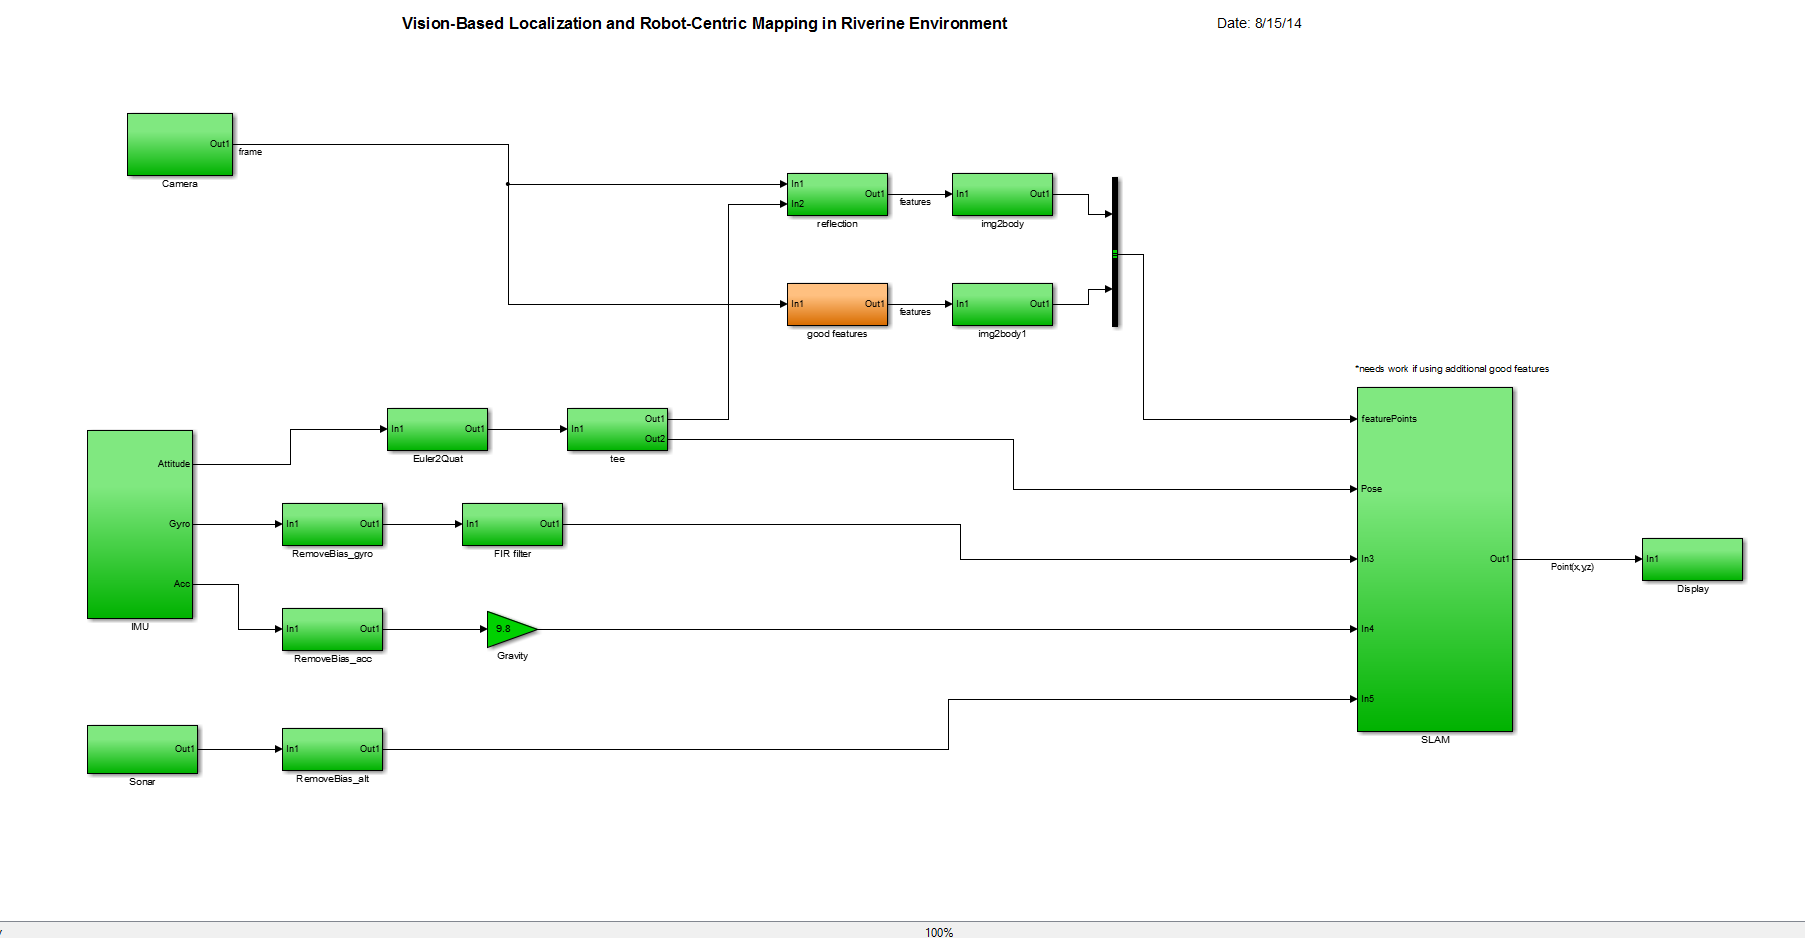 Vision-Based Localization and Robot-Centric Mapping in Riverine Environment
Date: 8/15/14
Out1
frame
Camera
In1
In2
Out1
reflection
features
In1
Out1
img2body
In1
Out1
good features
features
In1
Out1
img2body1
*needs work if using additional good features
Attitude
Gyro
Acc
IMU
In1
Out1
Euler2Quat
In1
Out1
Out2
tee
In1
Out1
RemoveBias_gyro
In1
Out1
FIR filter
In1
Out1
RemoveBias_acc
9.8
Gravity
Out1
Sonar
In1
Out1
RemoveBias_alt
featurePoints
Pose
In3
In4
In5
Out1
SLAM
Point(x,y,z)
In1
Display
100%